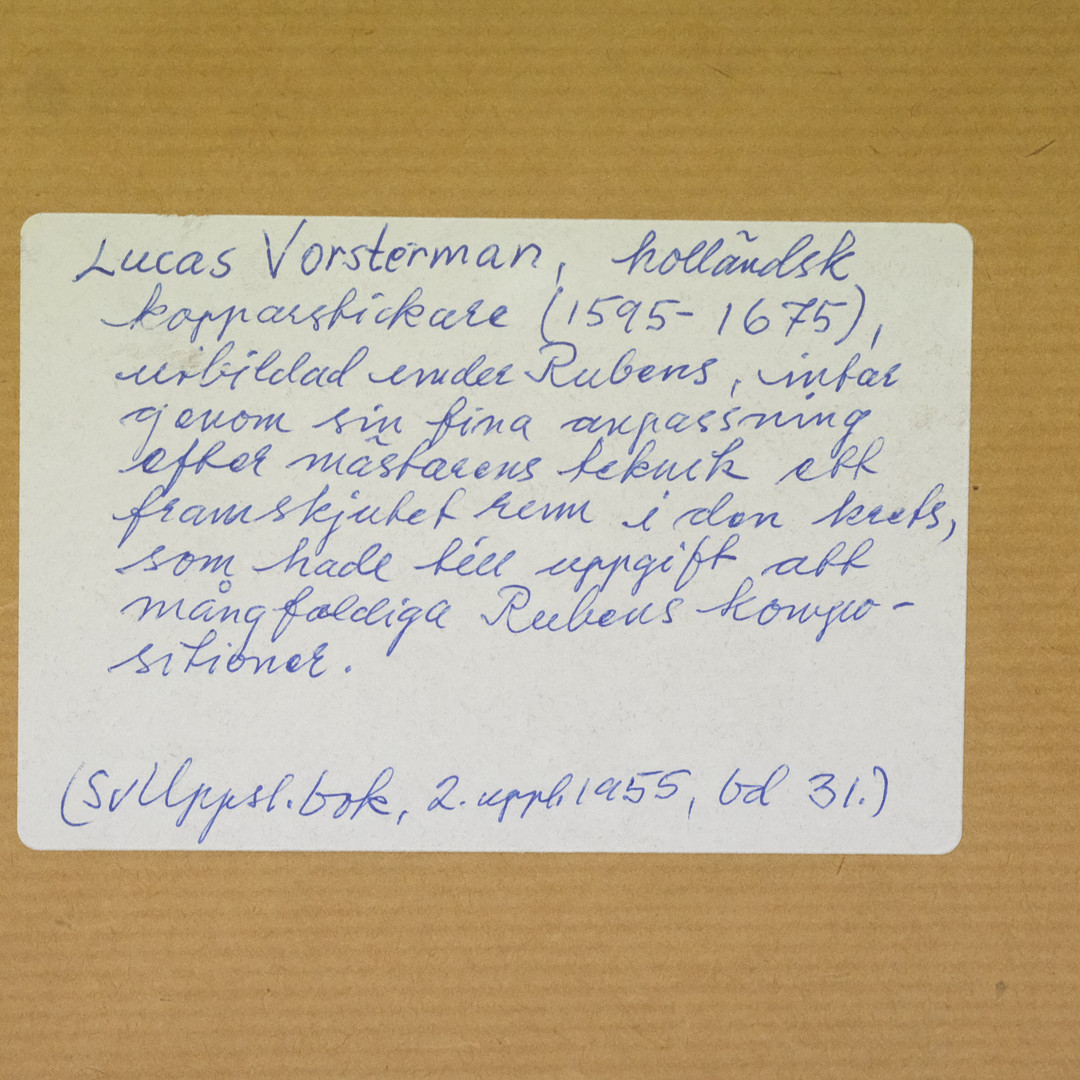 Lucas Vorsterman, holländsk
kopparstickare (1595-1675),
utbildad under Rubens, intar
genom sin fina anpassning
efter mästarens teknik ett
framskjutet rum i den krets,
som hade till uppgift att
mångfaldiga Rubens kompo-
sitioner.
(Sv Uppsl.bok, 2. uppl. 1955, bd 31.)